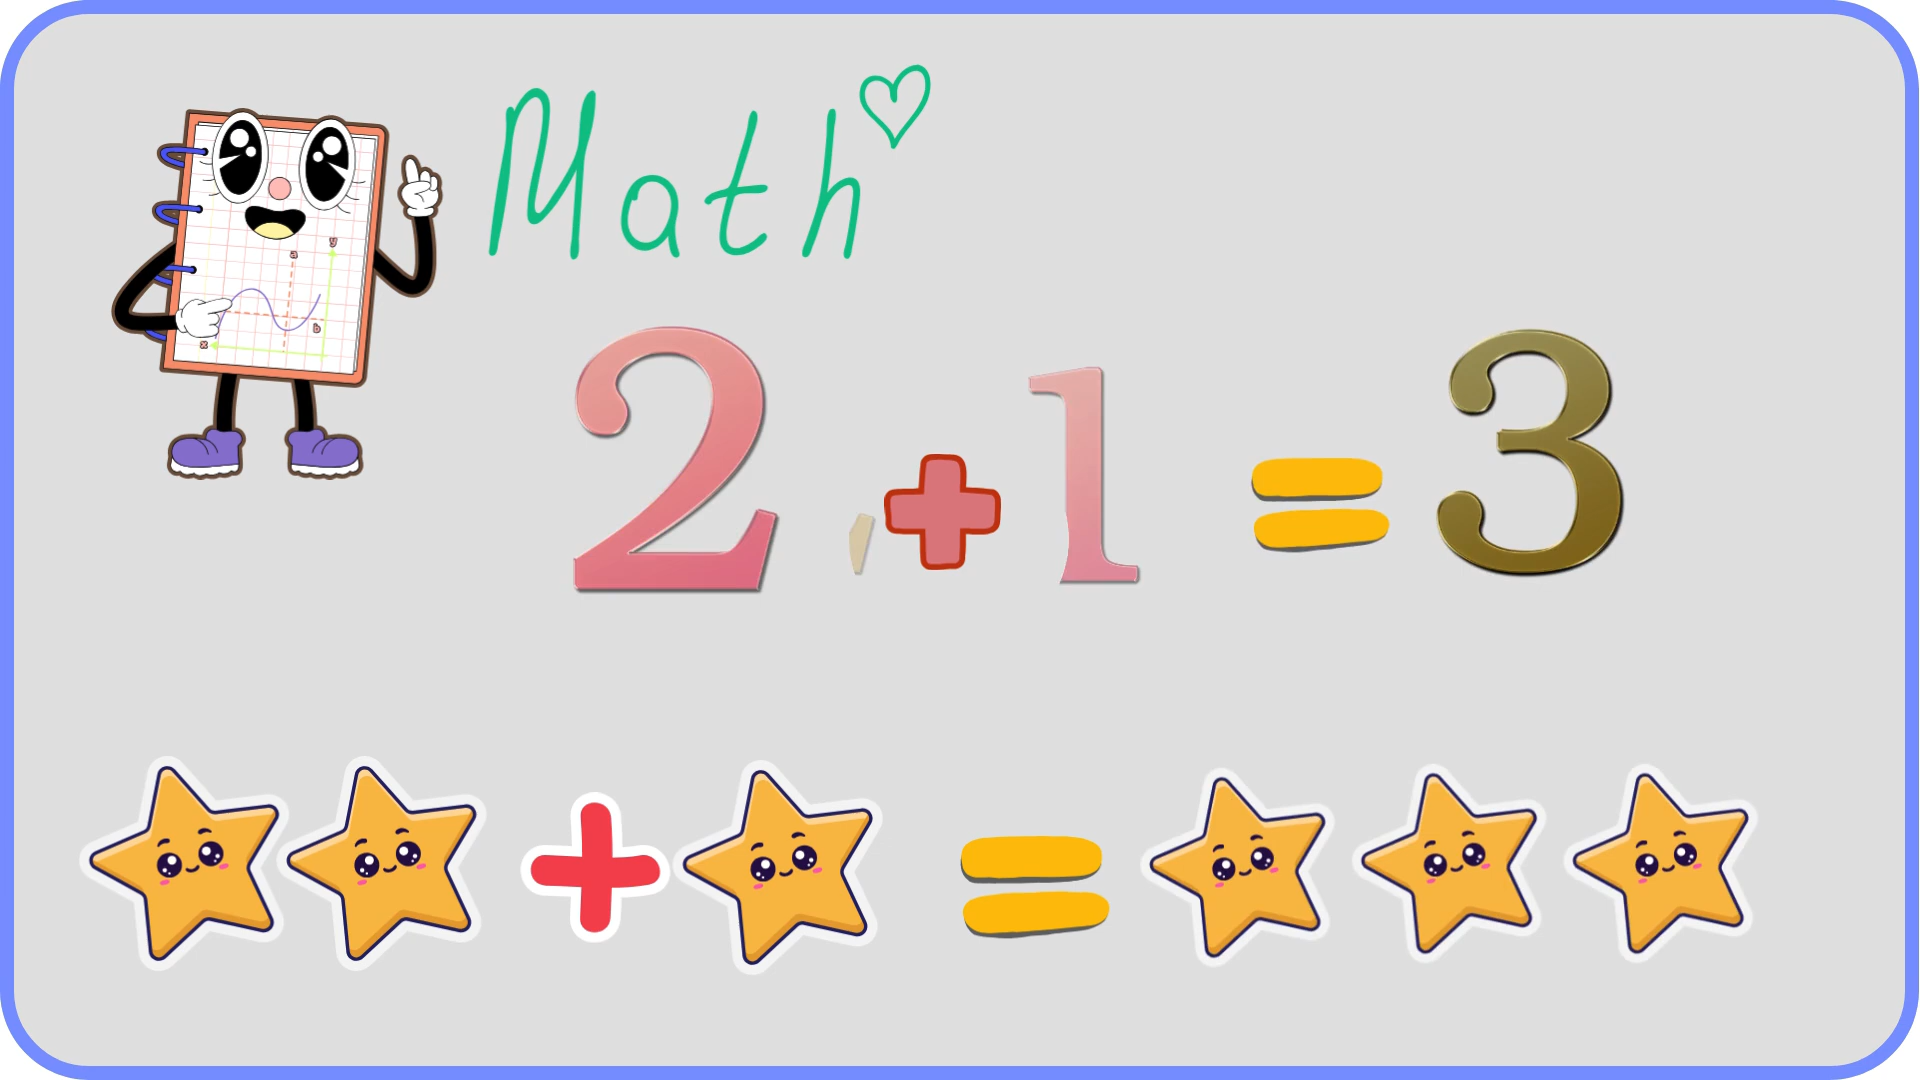 Math
a
y
b
x
2 + 1 = 3
+ =